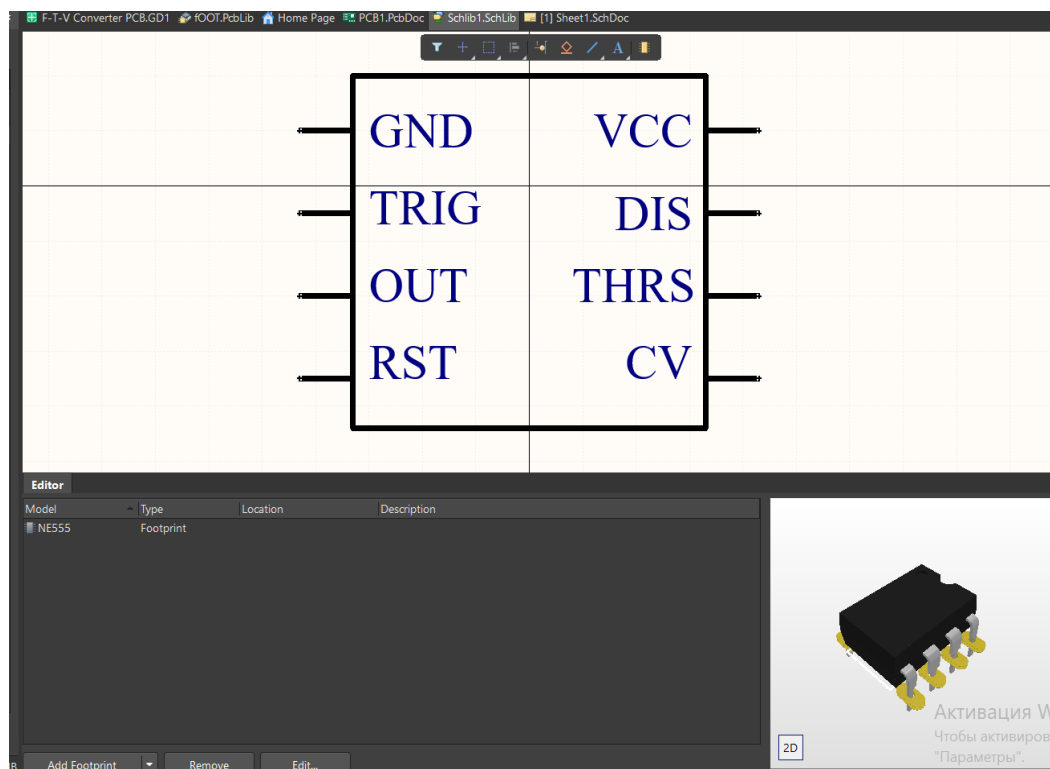 F-T-V Converter PCB.GD1 fOOT.PcbLib Home Page PCB1.PcbDoc Schlib1.SchLib [1] Sheet1.SchDoc
A
GND VCC
TRIG DIS
OUT THRS
RST CV
Editor
Model Type Location Description
NE555 Footprint
Активация W
Чтобы активиров
"Параметры".
2D
Add Footprint Remove Edit...